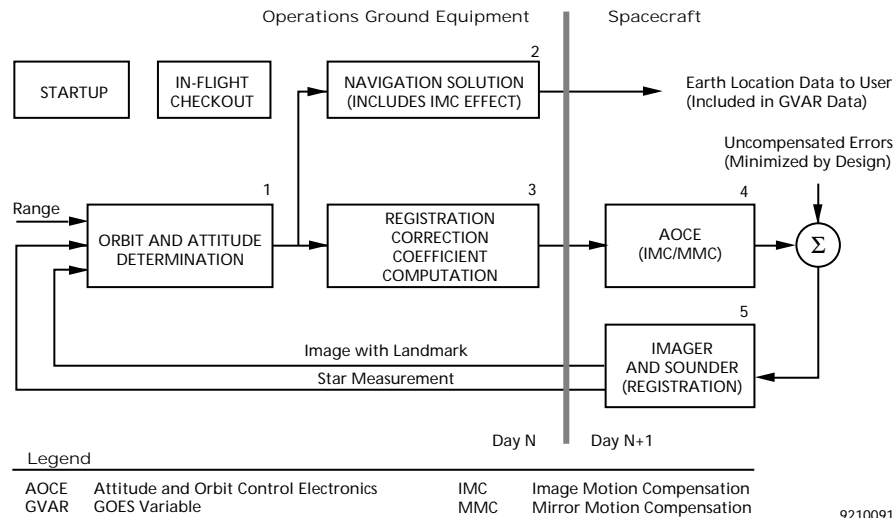 Operations Ground Equipment
Spacecraft
STARTUP
IN-FLIGHT
CHECKOUT
2
NAVIGATION SOLUTION
(INCLUDES IMC EFFECT)
Earth Location Data to User
(Included in GVAR Data)
Uncompensated Errors
(Minimized by Design)
Range
1
ORBIT AND ATTITUDE
DETERMINATION
3
REGISTRATION
CORRECTION
COEFFICIENT
COMPUTATION
4
AOCE
(IMC/MMC)
Σ
5
IMAGER
AND SOUNDER
(REGISTRATION)
Image with Landmark
Star Measurement
Day N
Day N+1
Legend
AOCE Attitude and Orbit Control Electronics IMC Image Motion Compensation
GVAR GOES Variable MMC Mirror Motion Compensation
9210091